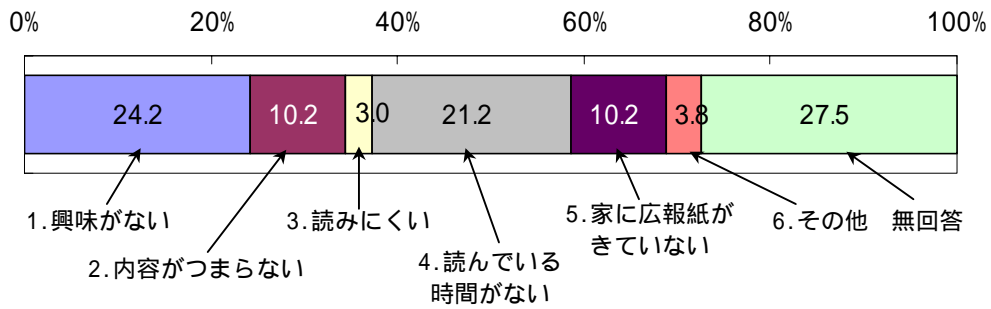 0% 20% 40% 60% 80% 100%
24.2 10.2 3.0 21.2 10.2 3.8 27.5
1.興味がない
2.内容がつまらない
3.読みにくい
4.読んでいる
時間がない
5.家に広報紙が
きていない
6.その他
無回答